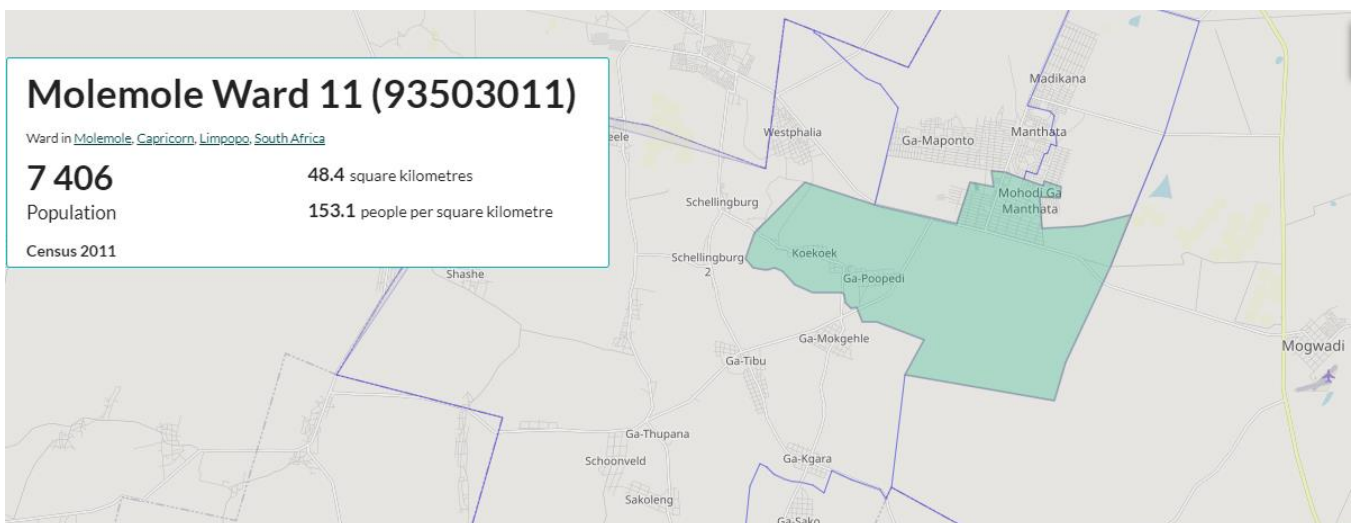 Molemole Ward 11 (93503011)
Ward in Molemole, Capricorn, Limpopo, South Africa
7 406
Population
48.4 square kilometres
153.1 people per square kilometre
Census 2011
Madikana
Westphalia
Manthata
Ga-Maponto
eele
Mohodi Ga
Manthata
Schellingburg
Koekoek
Schellingburg
2
Shashe
Ga-Poopedi
Ga-Mokgehle
Mogwadi
Ga-Tibu
Ga-Thupana
Schoonveld
Ga-Kgara
Sakoleng
Ga-Sako